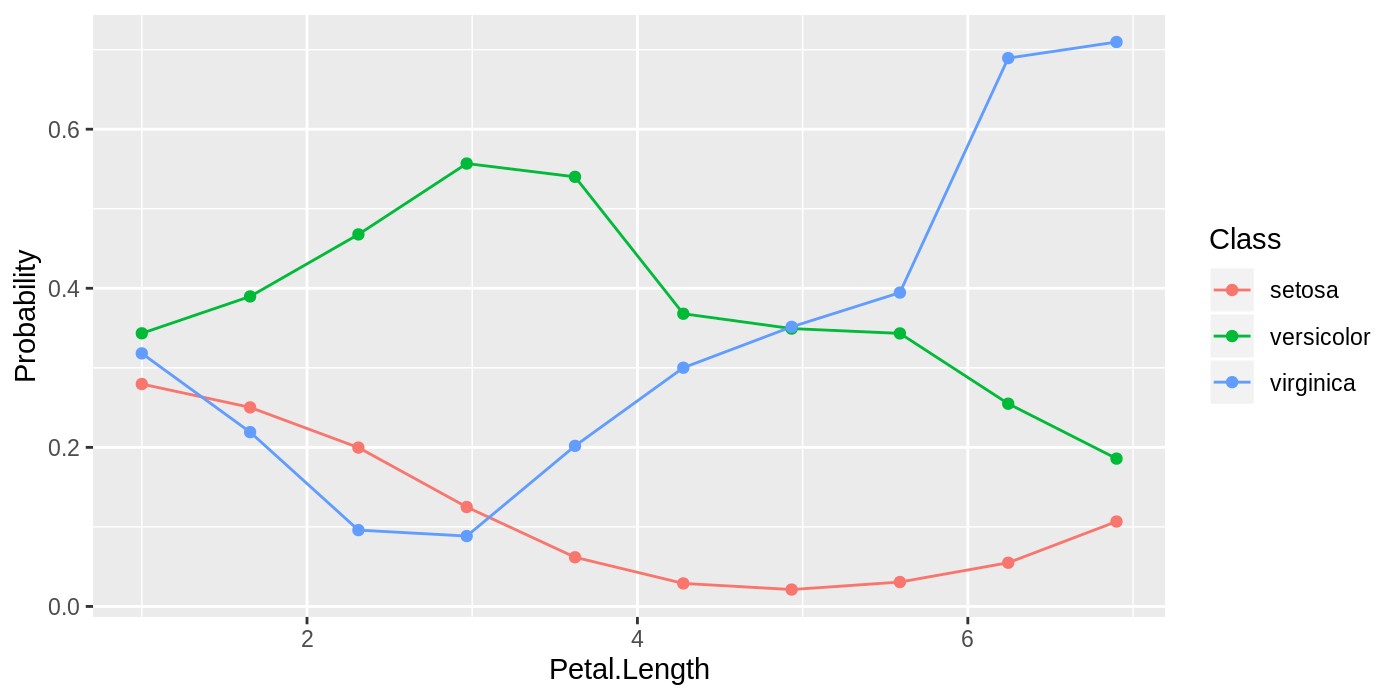 Probability
0.6
0.4
0.2
0.0
2 4 6
Petal.Length
Class
setosa
versicolor
virginica